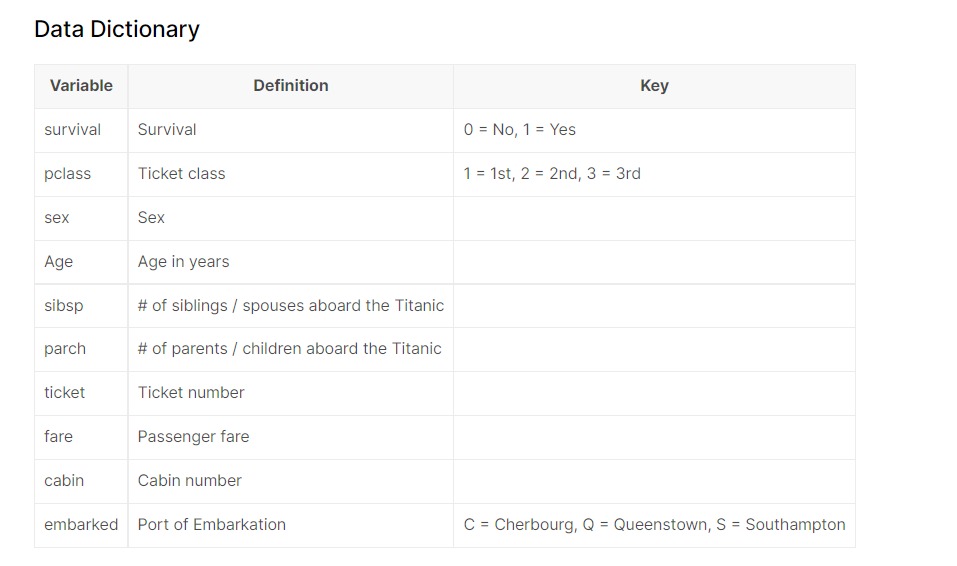 Data Dictionary
Variable Definition Key
survival Survival 0 = No, 1 = Yes
pclass Ticket class 1 = 1st, 2 = 2nd, 3 = 3rd
sex Sex
Age Age in years
sibsp # of siblings / spouses aboard the Titanic
parch # of parents / children aboard the Titanic
ticket Ticket number
fare Passenger fare
cabin Cabin number
embarked Port of Embarkation C = Cherbourg, Q = Queenstown, S = Southampton